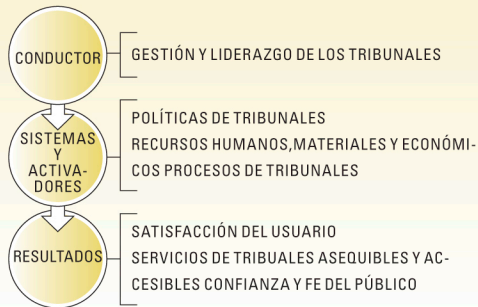 CONDUCTOR
GESTIÓN Y LIDERAZGO DE LOS TRIBUNALES
SISTEMAS
Y
ACTIVA-
DORES
POLÍTICAS DE TRIBUNALES
RECURSOS HUMANOS,MATERIALES Y ECONÓMI-
COS PROCESOS DE TRIBUNALES
RESULTADOS
SATISFACCIÓN DEL USUARIO
SERVICIOS DE TRIBUALES ASEQUIBLES Y AC-
CESIBLES CONFIANZA Y FE DEL PÚBLICO